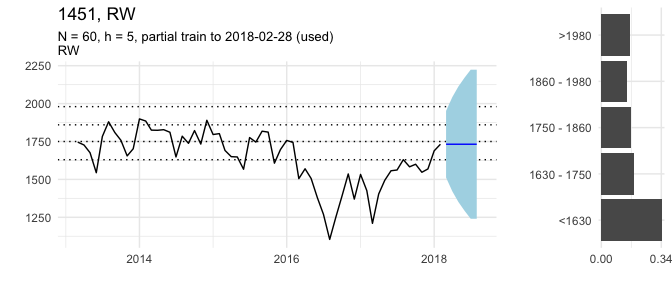 1451, RW
N = 60, h = 5, partial train to 2018-02-28 (used)
RW
2250
2000
1750
1500
1250
2014
2016
2018
>1980
1860 - 1980
1750 - 1860
1630 - 1750
<1630
0.00
0.34